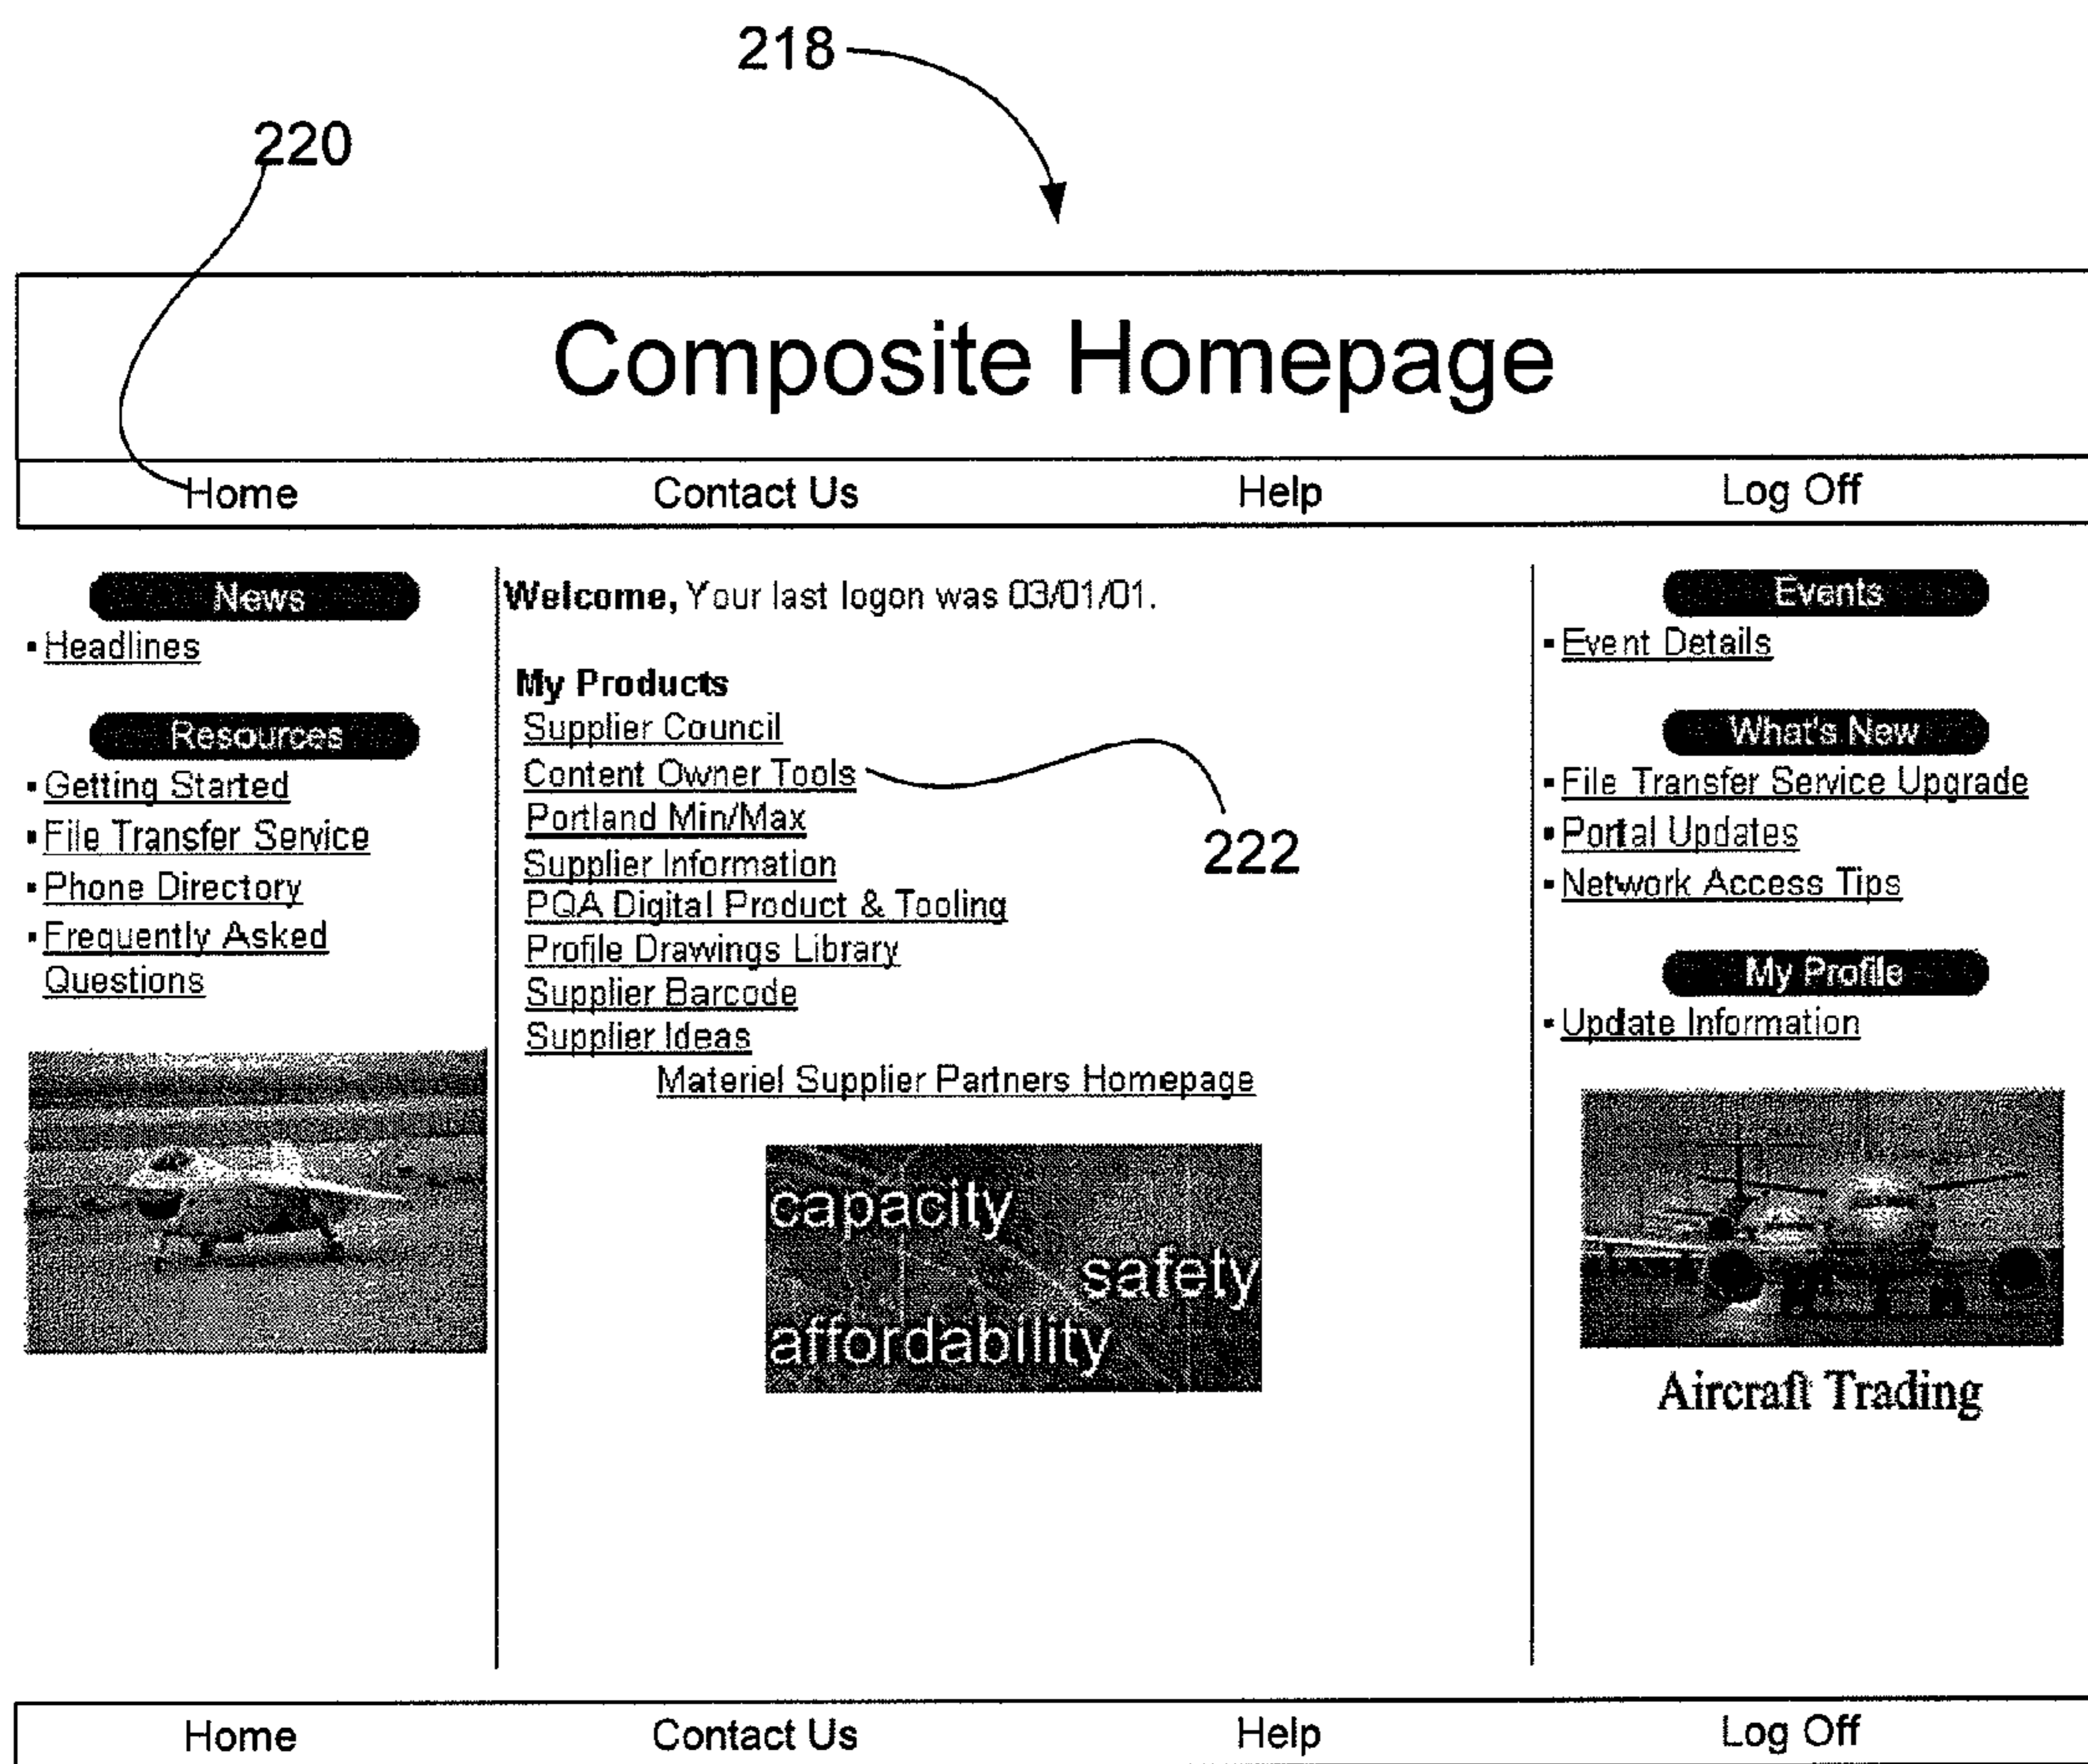 218
220
Composite Homepage
Home Contact Us Help Log Off
News
Headlines
Resources
Getting Started
File Transfer Service
Phone Directory
Frequently Asked
Questions
Welcome, Your last logon was 03/01/01.
My Products
Supplier Council
Content Owner Tools
Portland Min/Max
Supplier Information
PQA Digital Product & Tooling
Profile Drawings Library
Supplier Barcode
Supplier Ideas
Materiel Supplier Partners Homepage
222
capacity
safety
affordability
Events
Event Details
What's New
File Transfer Service Upgrade
Portal Updates
Network Access Tips
My Profile
Update Information
Aircraft Trading
Home Contact Us Help Log Off